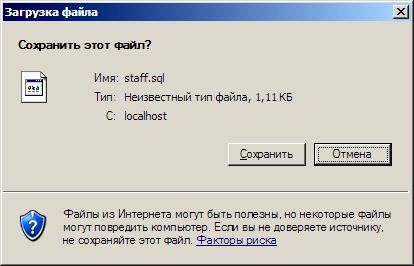 Загрузка файла
Сохранить этот файл?
Имя: staff.sql
Тип: Неизвестный тип файла, 1,11 КБ
С: localhost
Сохранить
Отмена
Файлы из Интернета могут быть полезны, но некоторые файлы
могут повредить компьютер. Если вы не доверяете источнику,
не сохраняйте этот файл. Факторы риска